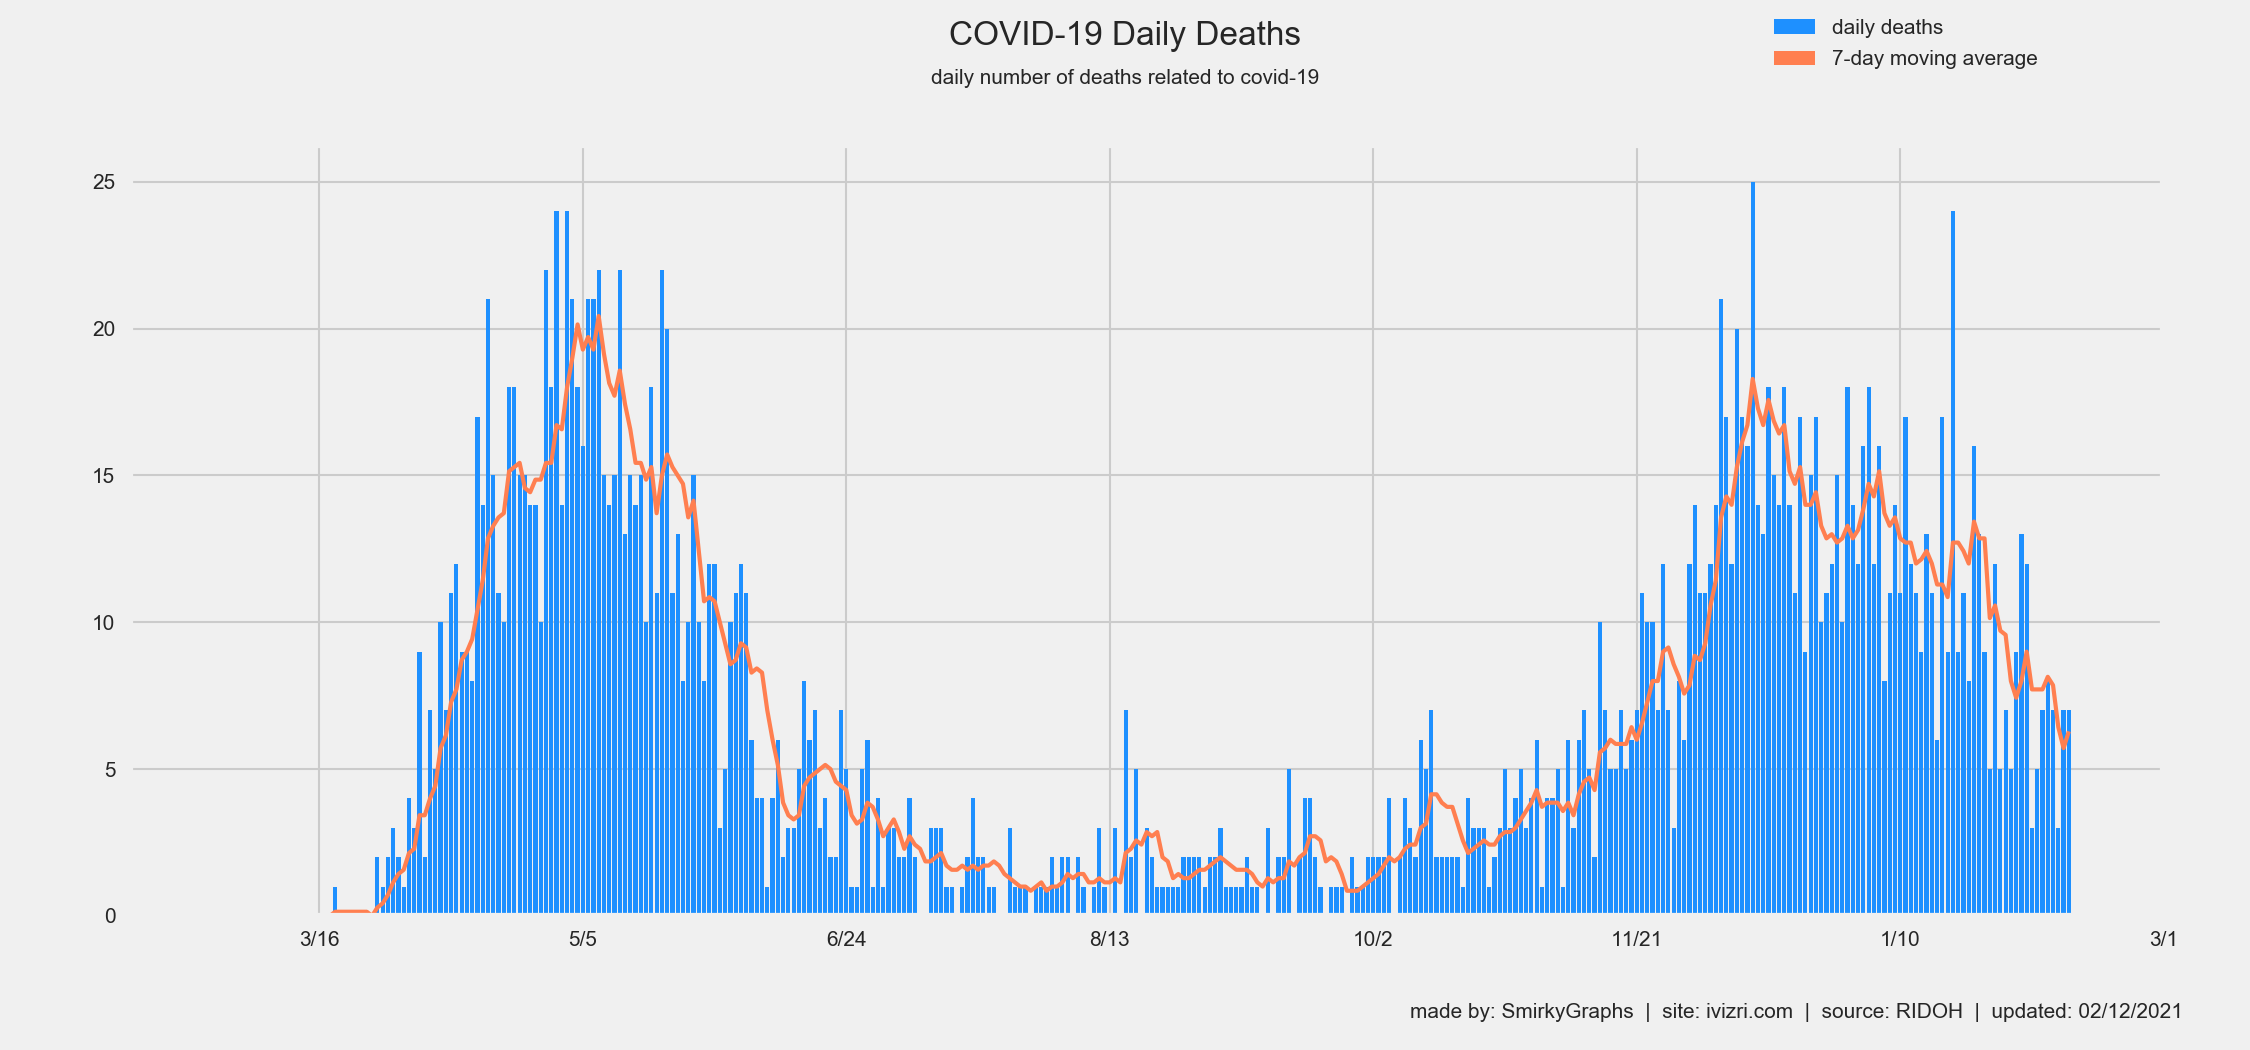 COVID-19 Daily Deaths
daily number of deaths related to covid-19
daily deaths
7-day moving average
25
20
15
10
5
0
3/16 5/5 6/24 8/13 10/2 11/21 1/10 3/1
made by: SmirkyGraphs | site: ivizri.com | source: RIDOH | updated: 02/12/2021